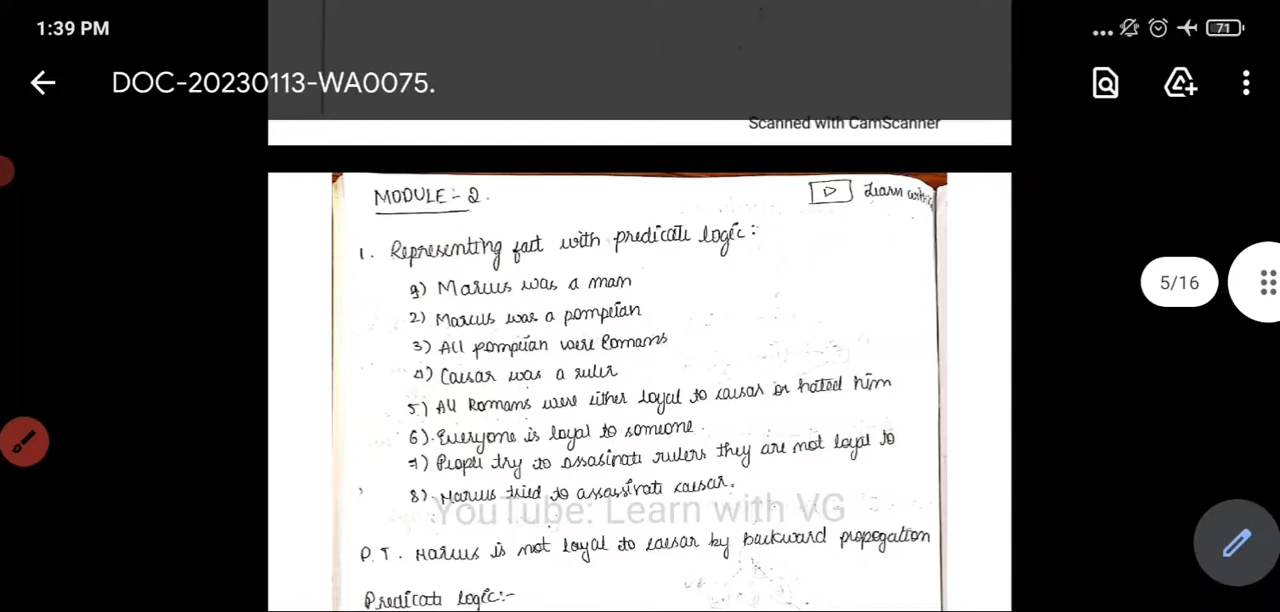 1:39 PM
71
DOC-20230113-WA0075.
Scanned with CamScanner
MODULE:- 2.
Learn with
1. Representing fact with predicate logic:-
1) Marcus was a man
2) Marcus was a pompeian
3) All pompeian were Romans
4) Caesar was a ruler
5) All Romans were either loyal to caesar or hated him
6). Everyone is loyal to someone.
7) People try to assasinate rulers they are not loyal to
8). Marcus tried to assassinate caesar.
YouTube: Learn with VG
P.T. Marcus is not loyal to caesar by backward propogation
Predicate logic:-
5/16